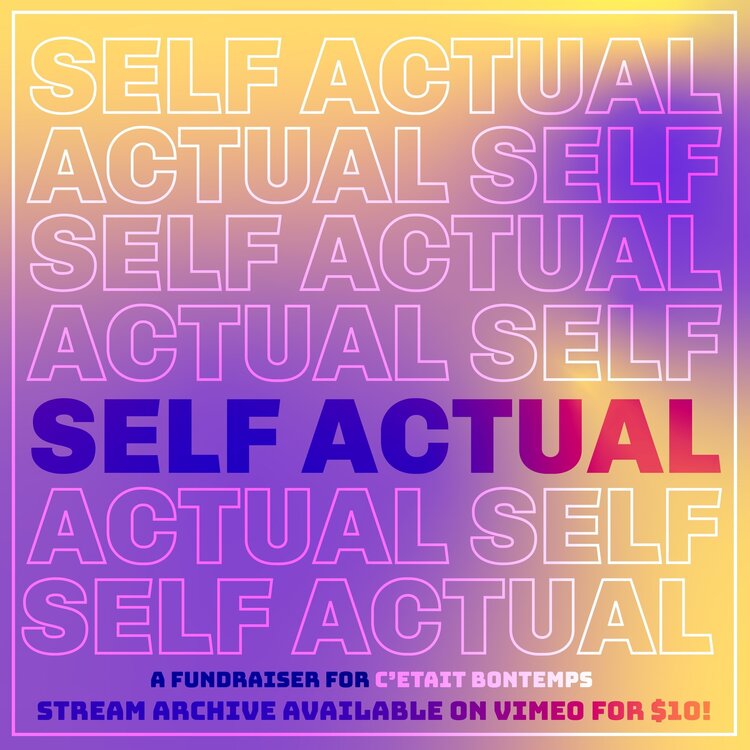 SELF ACTUAL
ACTUAL SELF
SELF ACTUAL
ACTUAL SELF
SELF ACTUAL
ACTUAL SELF
SELF ACTUAL
A FUNDRAISER FOR C'ETAIT BONTEMPS
STREAM ARCHIVE AVAILABLE ON VIMEO FOR $10!